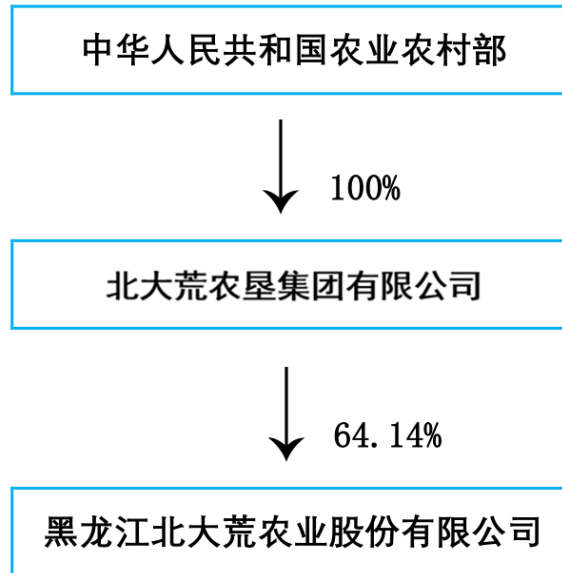 中华人民共和国农业农村部
100%
北大荒农垦集团有限公司
64.14%
黑龙江北大荒农业股份有限公司